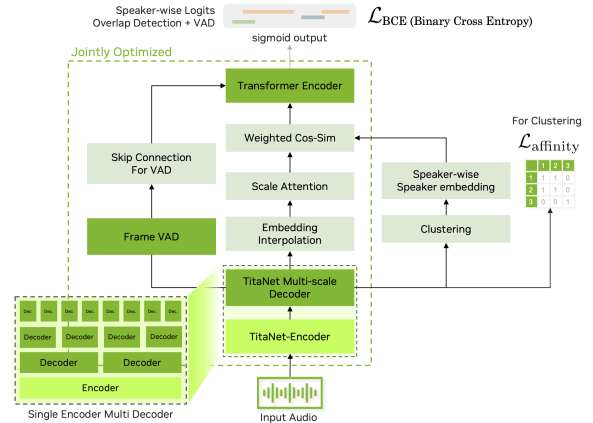 Speaker-wise Logits
Overlap Detection + VAD
ℒBCE (Binary Cross Entropy)
sigmoid output
Jointly Optimized
Transformer Encoder
Weighted Cos-Sim
For Clustering
ℒaffinity
Skip Connection
For VAD
Scale Attention
Speaker-wise
Speaker embedding
1 2 3
1 1 1 0
2 1 1 0
3 0 0 1
Frame VAD
Embedding
Interpolation
Clustering
TitaNet Multi-scale
Decoder
Dec. Dec. Dec. Dec. Dec. Dec. Dec. Dec.
Decoder Decoder Decoder Decoder
TitaNet-Encoder
Decoder Decoder
Encoder
Single Encoder Multi Decoder
Input Audio